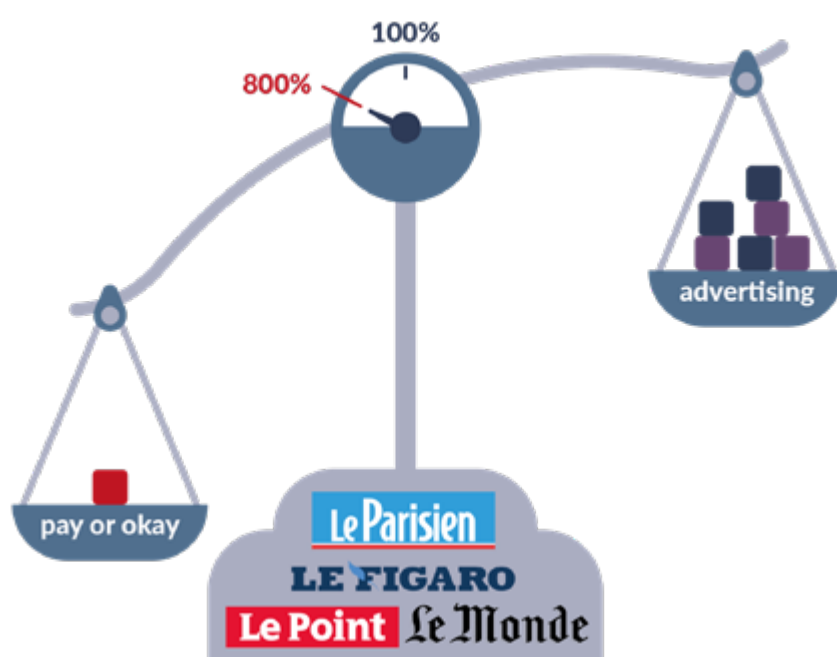 100%
800%
advertising
pay or okay
Le Parisien
LE FIGARO
Le Point Le Monde